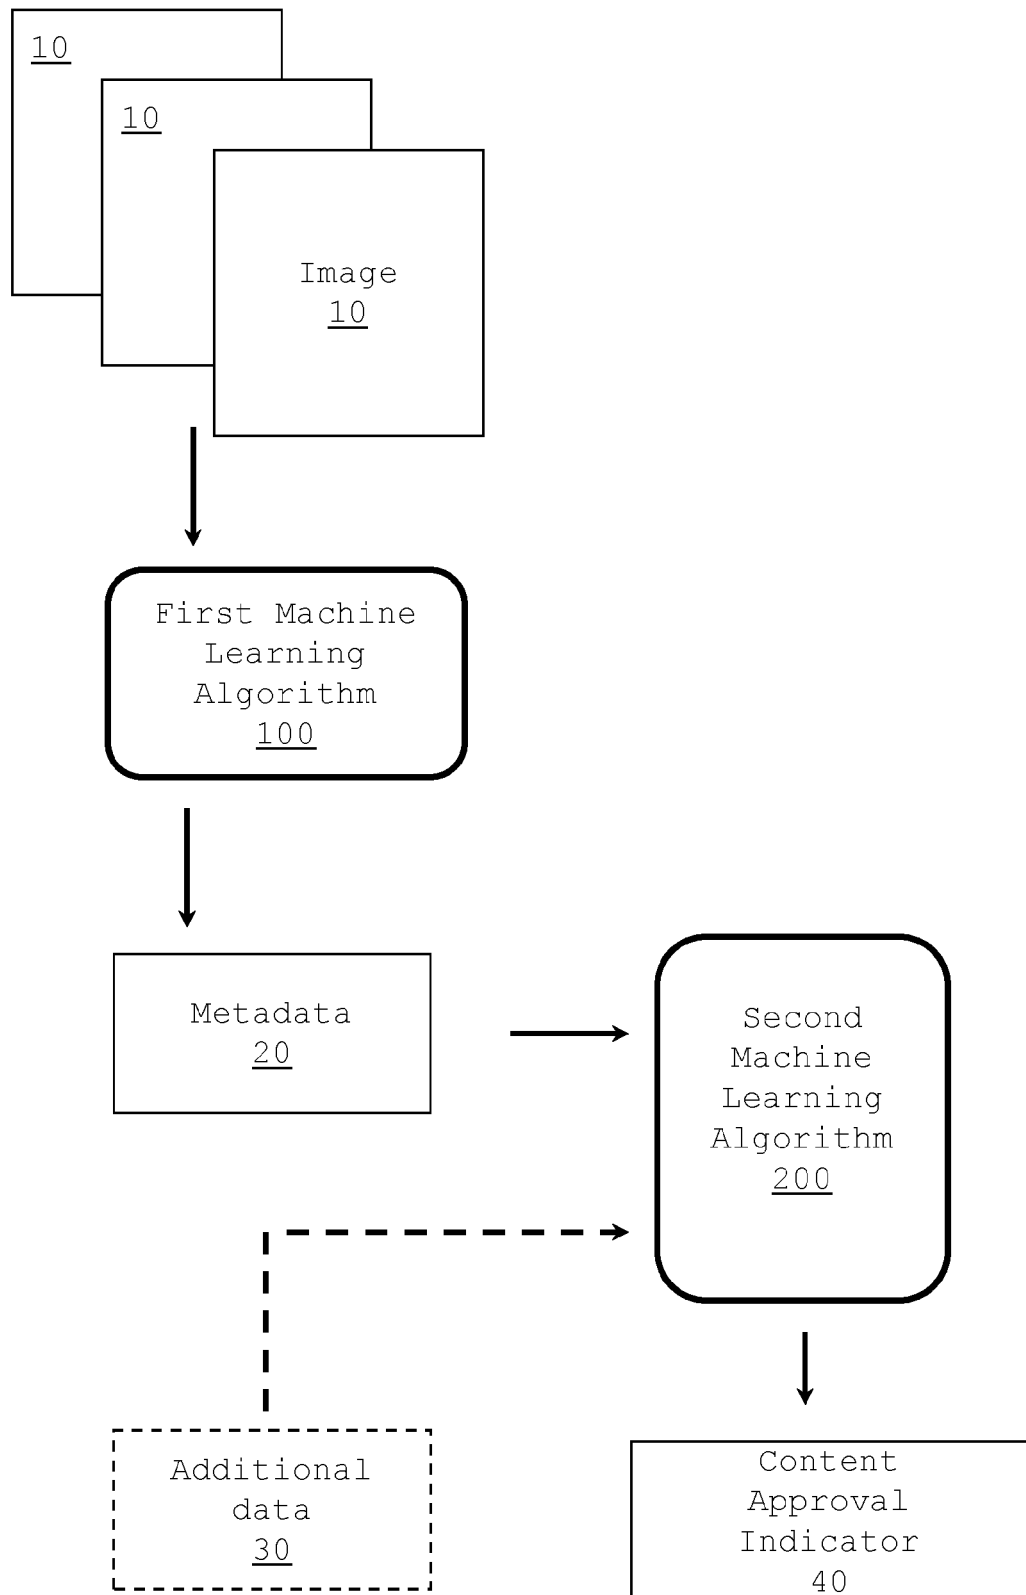 10
10
Image
10
First Machine
Learning
Algorithm
100
Metadata
20
Second
Machine
Learning
Algorithm
200
Additional
data
30
Content
Approval
Indicator
40